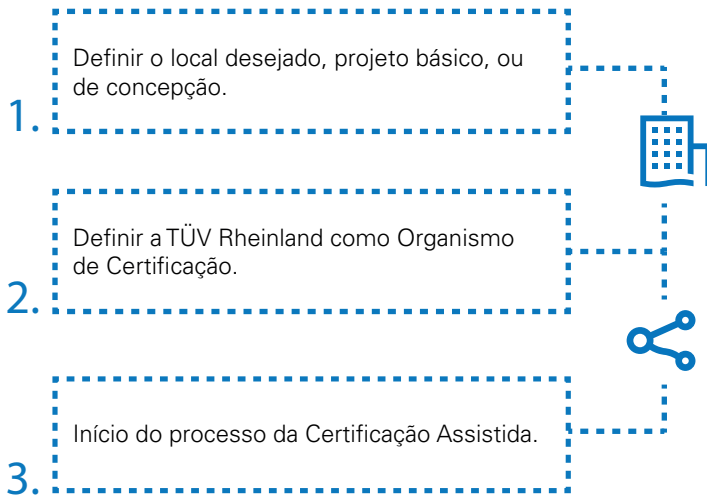 Definir o local desejado, projeto básico, ou
de concepção.
1.
Definir a TÜV Rheinland como Organismo
de Certificação.
2.
Início do processo da Certificação Assistida.
3.